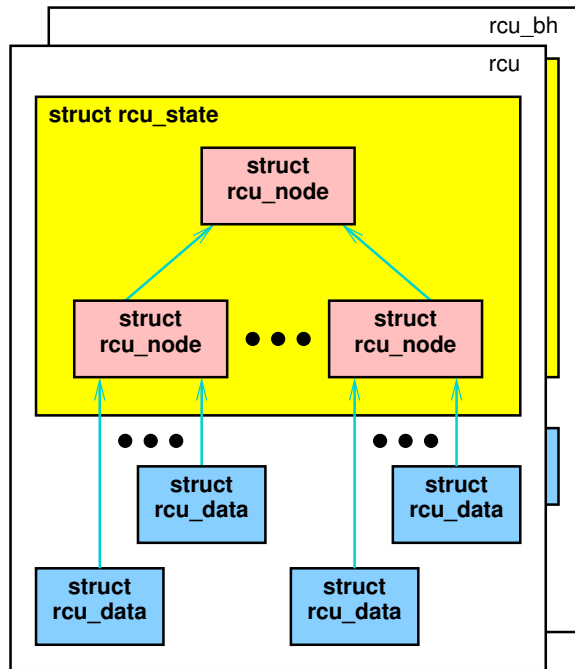 rcu_bh
rcu
struct rcu_state
struct
rcu_node
struct
rcu_node
struct
rcu_node
struct
rcu_data
struct
rcu_data
struct
rcu_data
struct
rcu_data